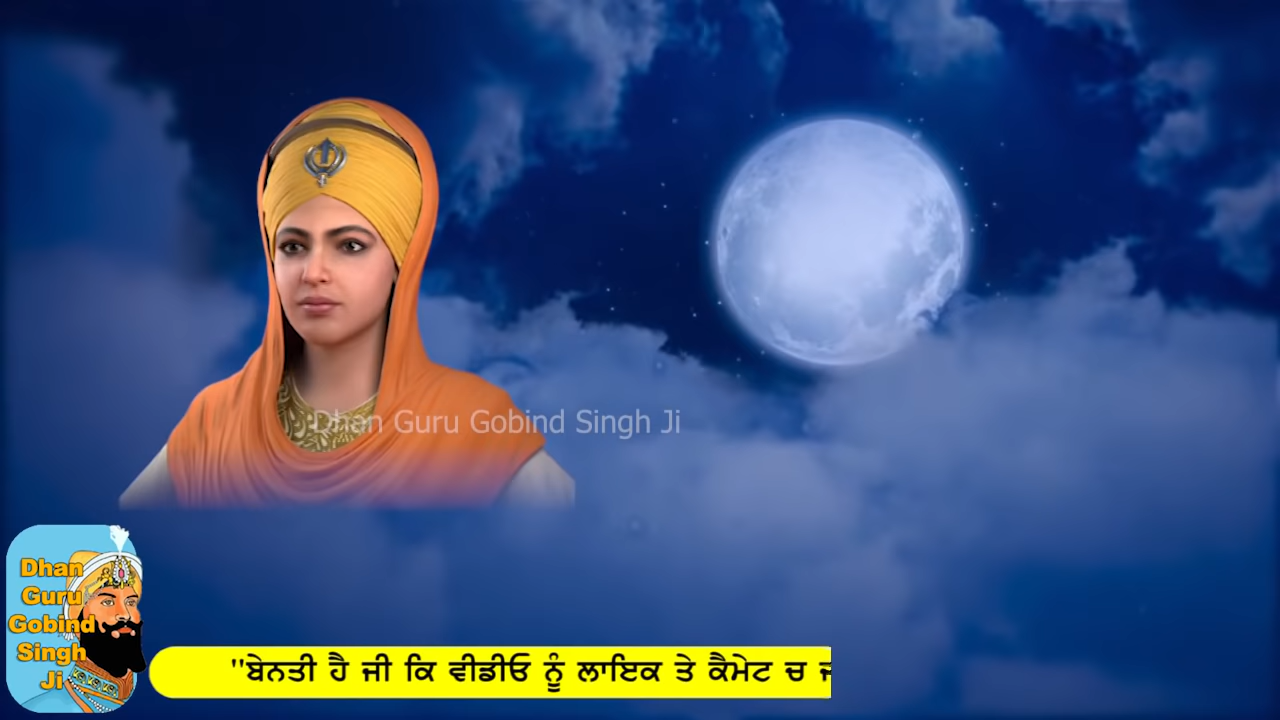 Dhan Guru Gobind Singh Ji
Dhan
Guru
Gobind
Singh
Ji
"ਬੇਨਤੀ ਹੈ ਜੀ ਕਿ ਵੀਡੀਓ ਨੂੰ ਲਾਇਕ ਤੇ ਕੈਮੇਟ ਚ